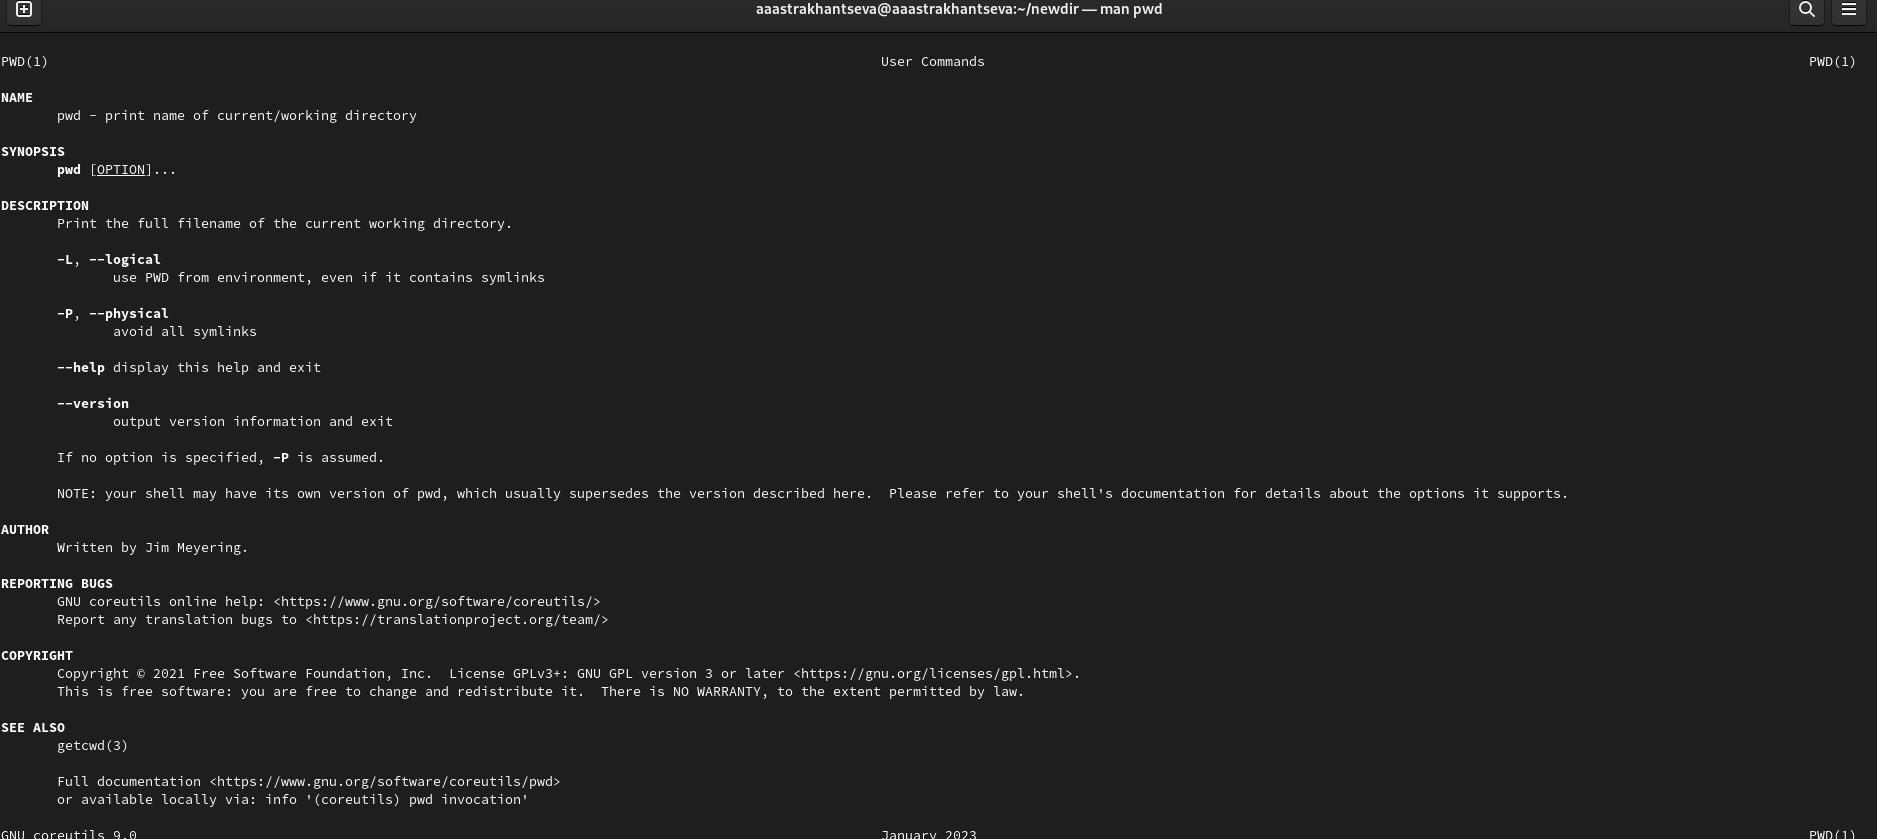 aaastrakhantseva@aaastrakhantseva:~/newdir — man pwd
PWD(1) User Commands PWD(1)
NAME
pwd - print name of current/working directory
SYNOPSIS
pwd [OPTION]...
DESCRIPTION
Print the full filename of the current working directory.
-L, --logical
use PWD from environment, even if it contains symlinks
-P, --physical
avoid all symlinks
--help display this help and exit
--version
output version information and exit
If no option is specified, -P is assumed.
NOTE: your shell may have its own version of pwd, which usually supersedes the version described here.  Please refer to your shell's documentation for details about the options it supports.
AUTHOR
Written by Jim Meyering.
REPORTING BUGS
GNU coreutils online help: <https://www.gnu.org/software/coreutils/>
Report any translation bugs to <https://translationproject.org/team/>
COPYRIGHT
Copyright © 2021 Free Software Foundation, Inc.  License GPLv3+: GNU GPL version 3 or later <https://gnu.org/licenses/gpl.html>.
This is free software: you are free to change and redistribute it.  There is NO WARRANTY, to the extent permitted by law.
SEE ALSO
getcwd(3)
Full documentation <https://www.gnu.org/software/coreutils/pwd>
or available locally via: info '(coreutils) pwd invocation'
GNU coreutils 9.0 January 2023 PWD(1)